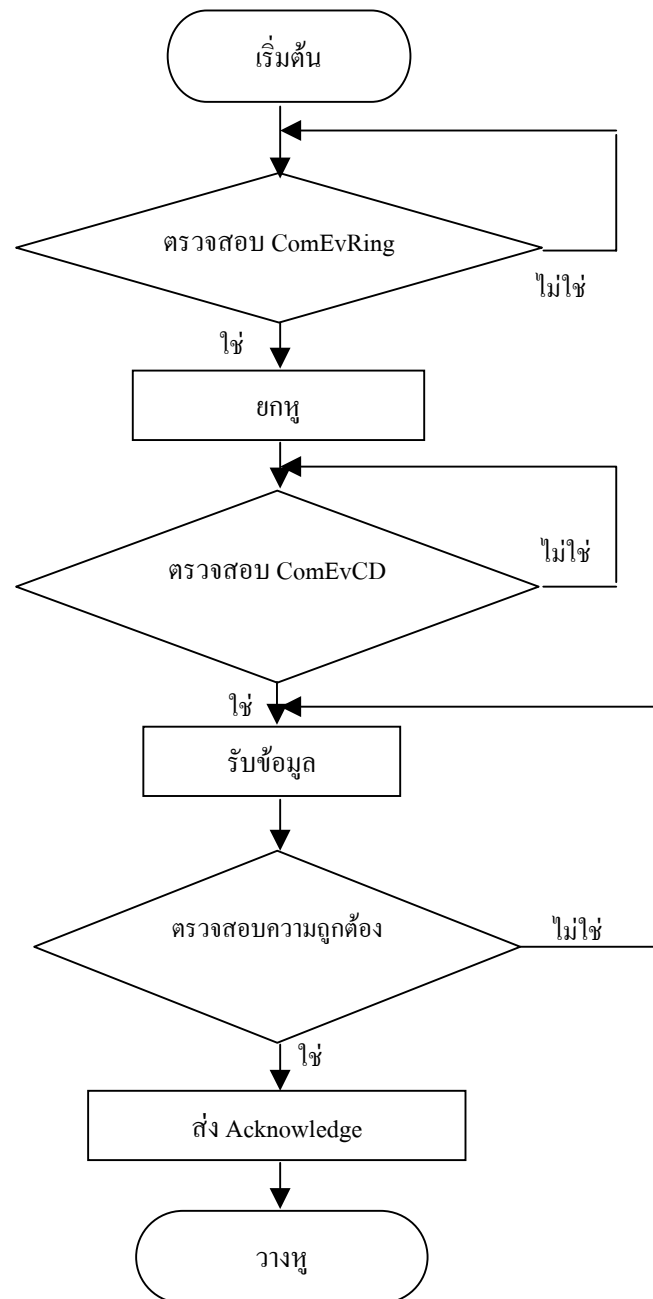 เริ่มต้น
ตรวจสอบ ComEvRing
ไม่ใช่
ใช่
ยกหู
ไม่ใช่
ตรวจสอบ ComEvCD
ใช่
รับข้อมูล
ตรวจสอบความถูกต้อง
ไม่ใช่
ใช่
ส่ง Acknowledge
วางหู